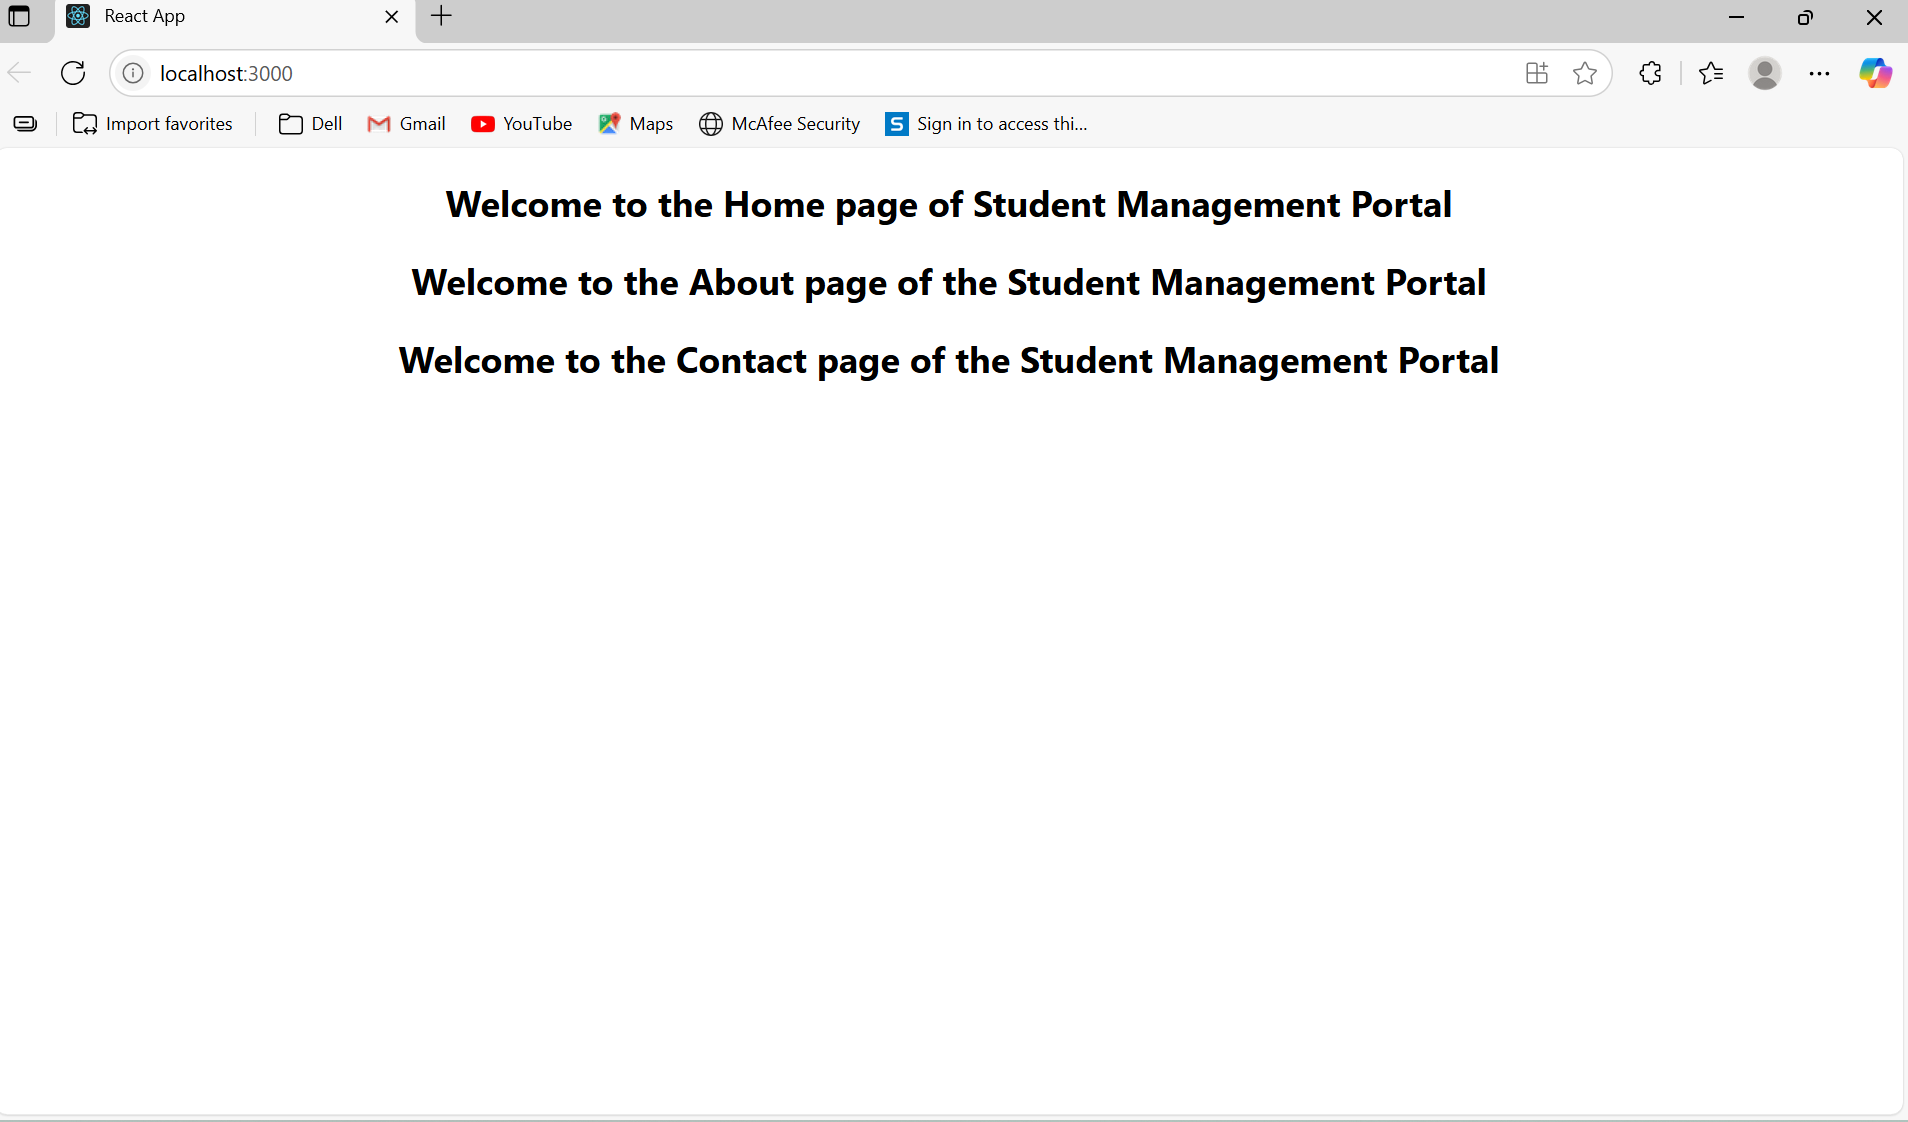 React App
localhost:3000
Import favorites Dell Gmail YouTube Maps McAfee Security S Sign in to access thi...
Welcome to the Home page of Student Management Portal
Welcome to the About page of the Student Management Portal
Welcome to the Contact page of the Student Management Portal